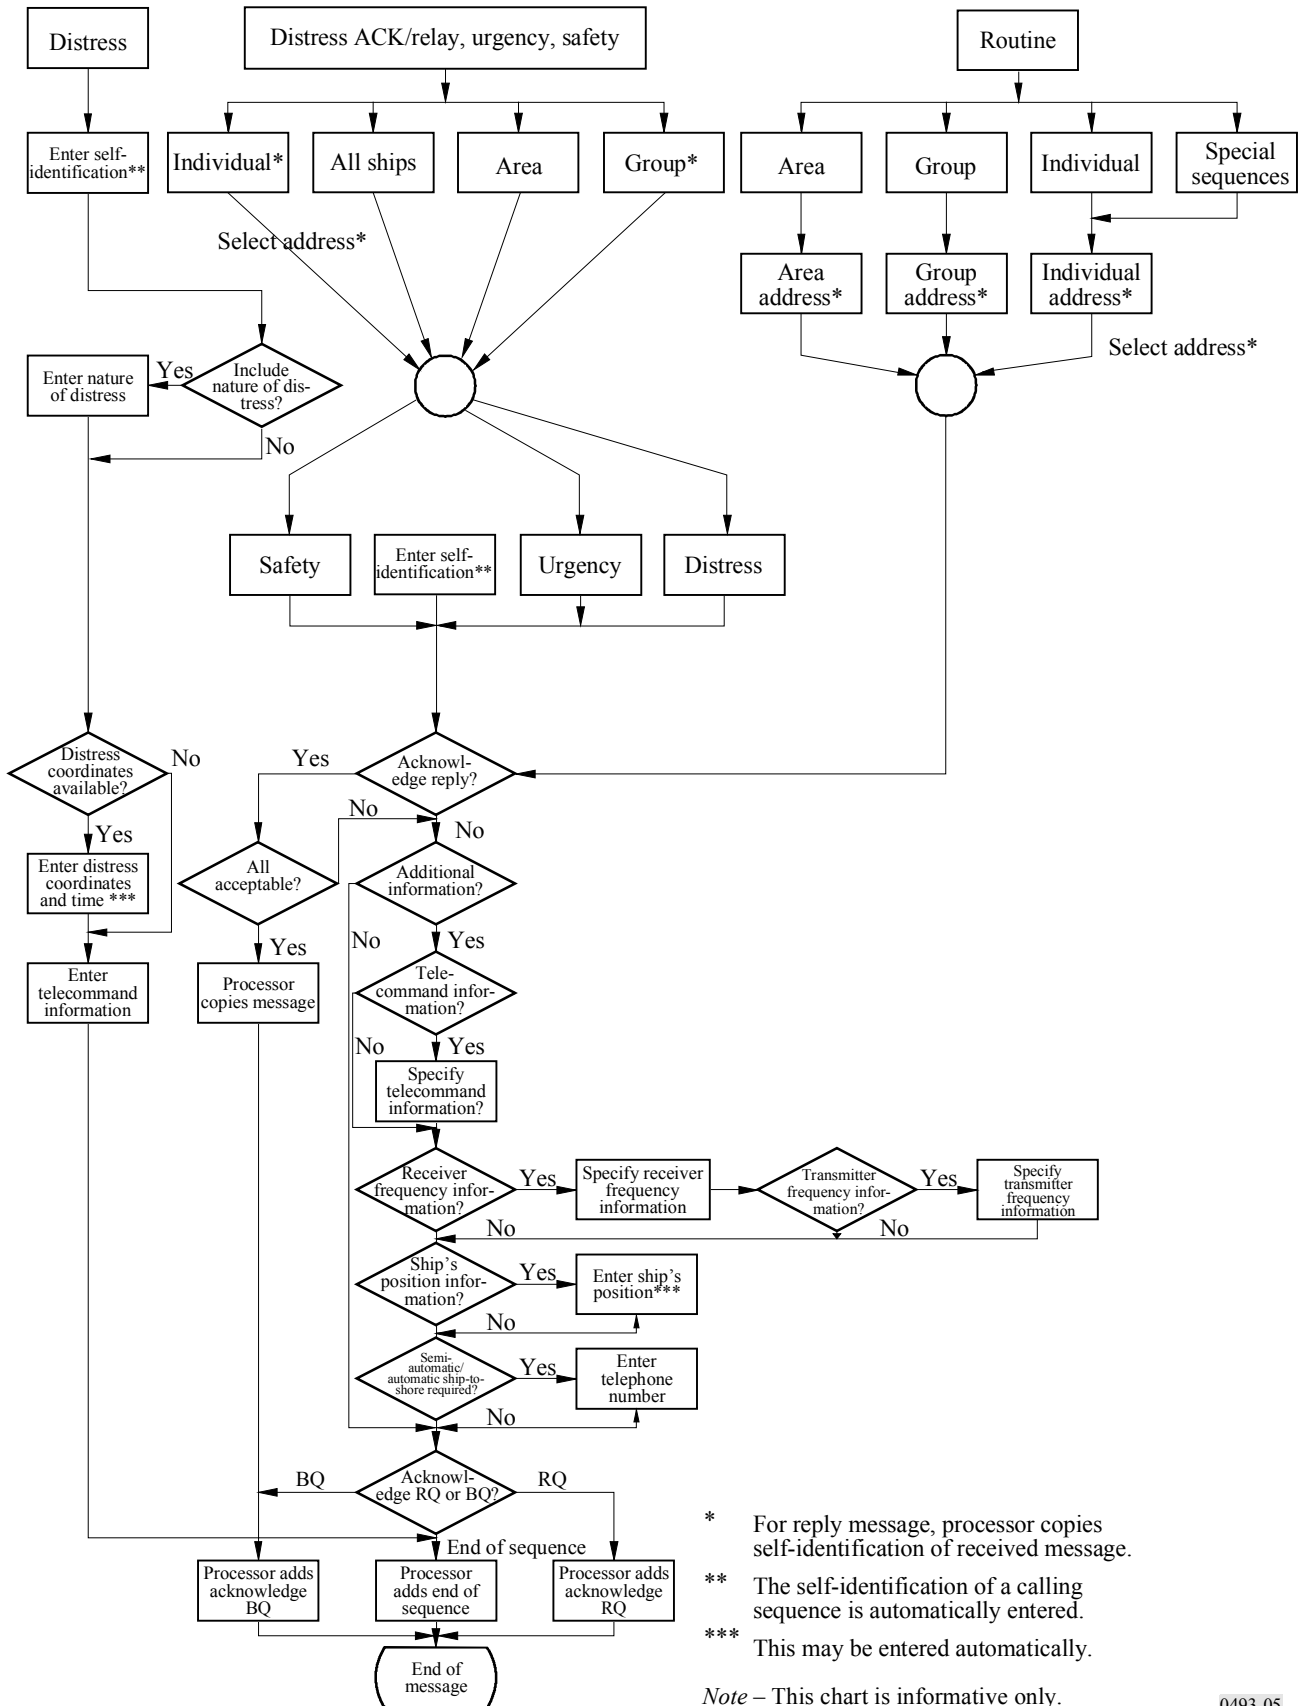 Distress
Distress ACK/relay, urgency, safety
Routine
Enter self-
identification**
Individual*
All ships
Area
Group*
Area
Group
Individual
Special
sequences
Select address*
Area
address*
Group
address*
Individual
address*
Select address*
Enter nature
of distress
Yes
Include
nature of dis-
tress?
No
Safety
Enter self-
identification**
Urgency
Distress
Distress
coordinates
available?
No
Yes
Acknowl-
edge reply?
No
No
Yes
Enter distress
coordinates
and time ***
All
acceptable?
Additional
information?
No
Yes
Yes
Enter
telecommand
information
Processor
copies message
Tele-
command infor-
mation?
No
Yes
Specify
telecommand
information?
Receiver
frequency infor-
mation?
Yes
Specify receiver
frequency
information
Transmitter
frequency infor-
mation?
Yes
Specify
transmitter
frequency
information
No
No
Ship's
position infor-
mation?
Yes
Enter ship's
position***
No
Semi-
automatic/
automatic ship-to-
shore required?
Yes
Enter
telephone
number
No
BQ
Acknowl-
edge RQ or BQ?
RQ
End of sequence
Processor adds
acknowledge
BQ
Processor
adds end of
sequence
Processor adds
acknowledge
RQ
End of
message
* For reply message, processor copies
self-identification of received message.
** The self-identification of a calling
sequence is automatically entered.
*** This may be entered automatically.
Note – This chart is informative only.
0493-05